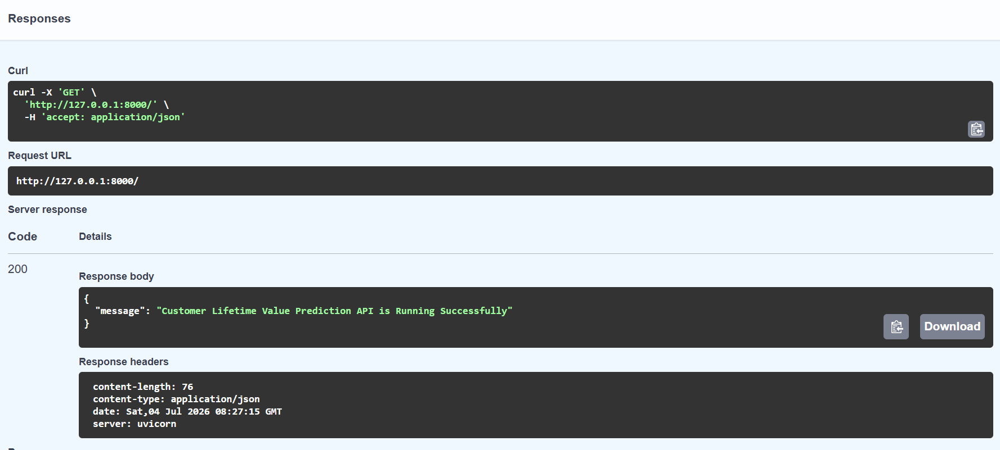 Responses
Curl
curl -X 'GET' \
'http://127.0.0.1:8000/' \
-H 'accept: application/json'
Request URL
http://127.0.0.1:8000/
Server response
Code Details
200
Response body
{
"message": "Customer Lifetime Value Prediction API is Running Successfully"
}
Download
Response headers
content-length: 76
content-type: application/json
date: Sat,04 Jul 2026 08:27:15 GMT
server: uvicorn